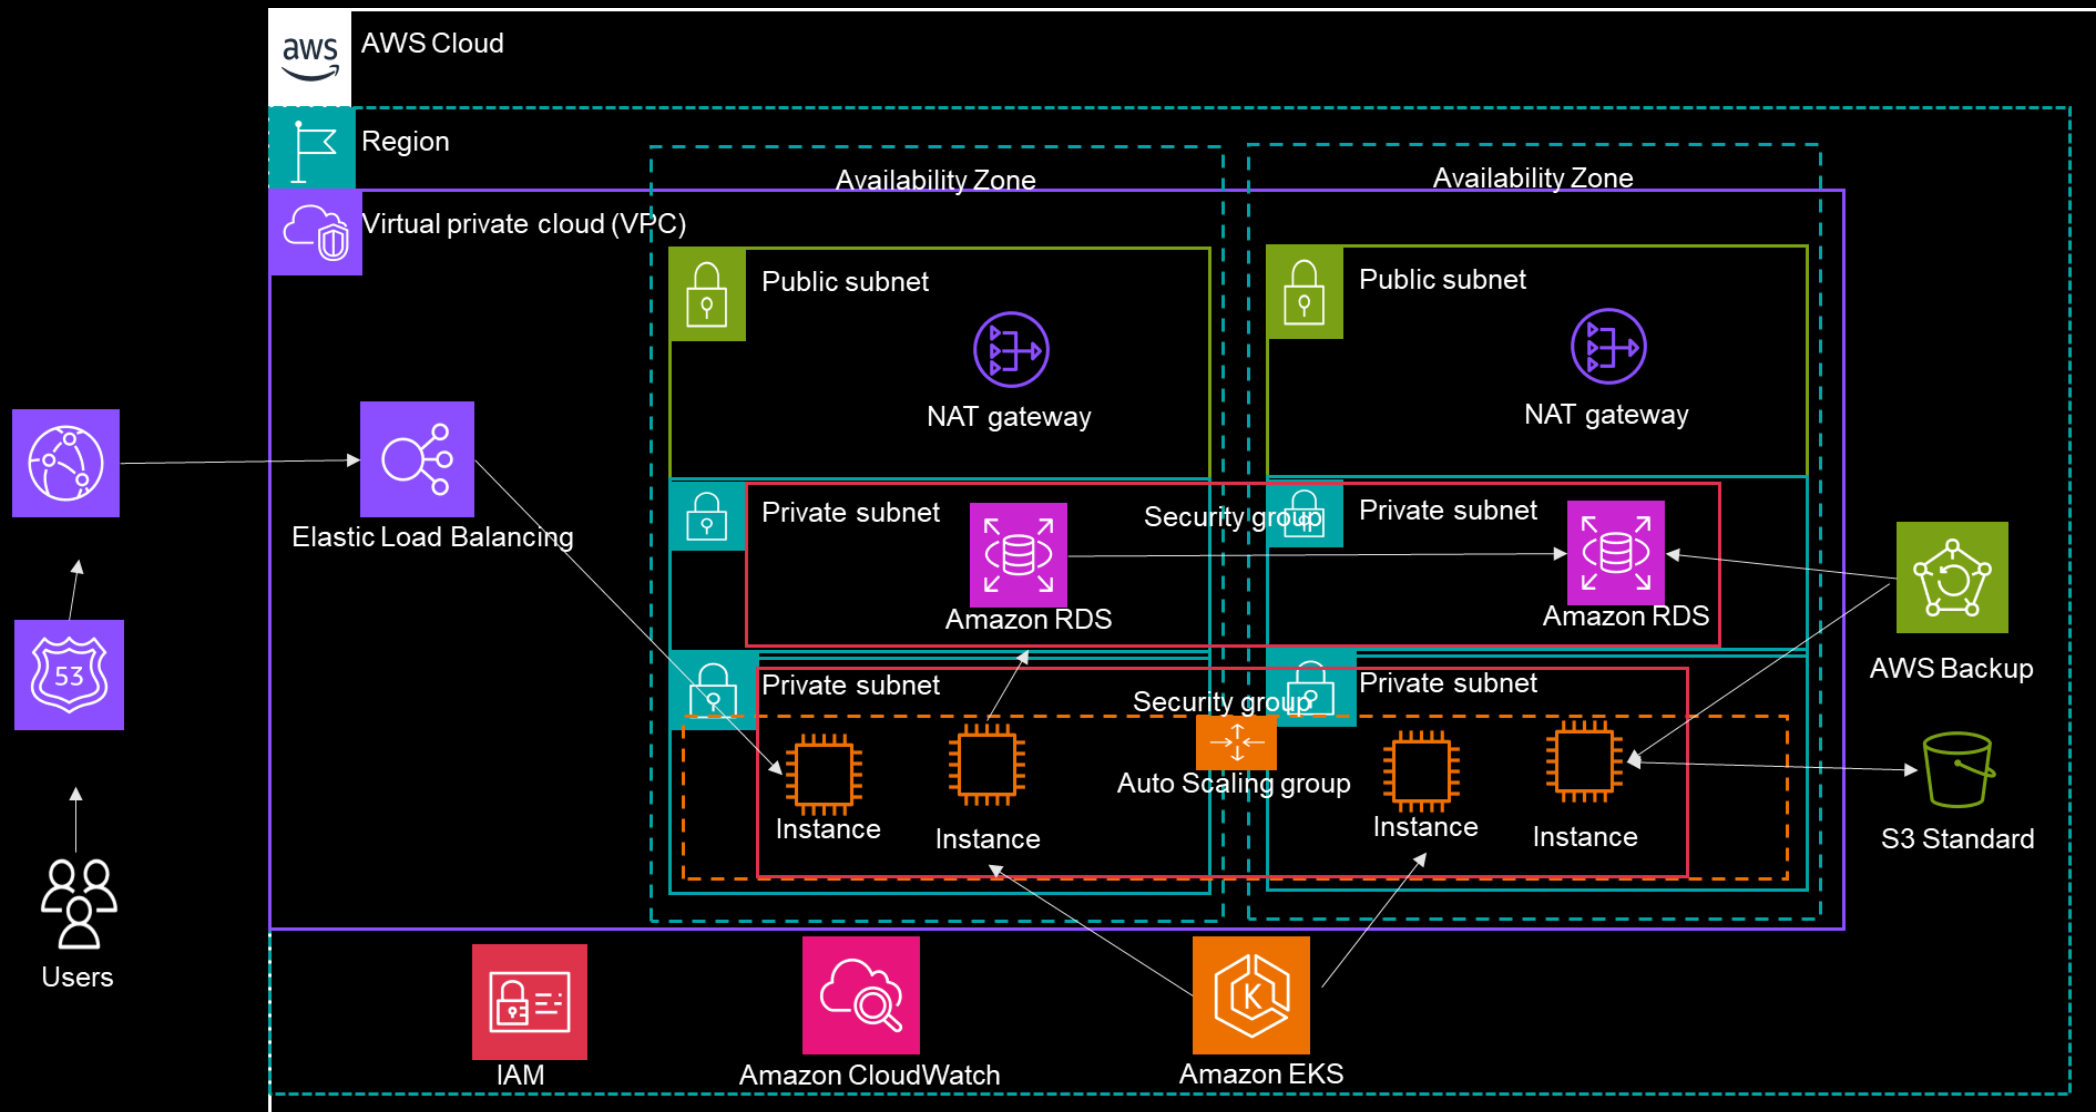 aws
AWS Cloud
Region
Availability Zone
Availability Zone
Virtual private cloud (VPC)
Public subnet
Public subnet
NAT gateway
NAT gateway
Elastic Load Balancing
Private subnet
Security group
Private subnet
Amazon RDS
Amazon RDS
AWS Backup
53
Private subnet
Security group
Private subnet
Auto Scaling group
Instance
Instance
Instance
Instance
S3 Standard
Users
K
IAM
Amazon CloudWatch
Amazon EKS